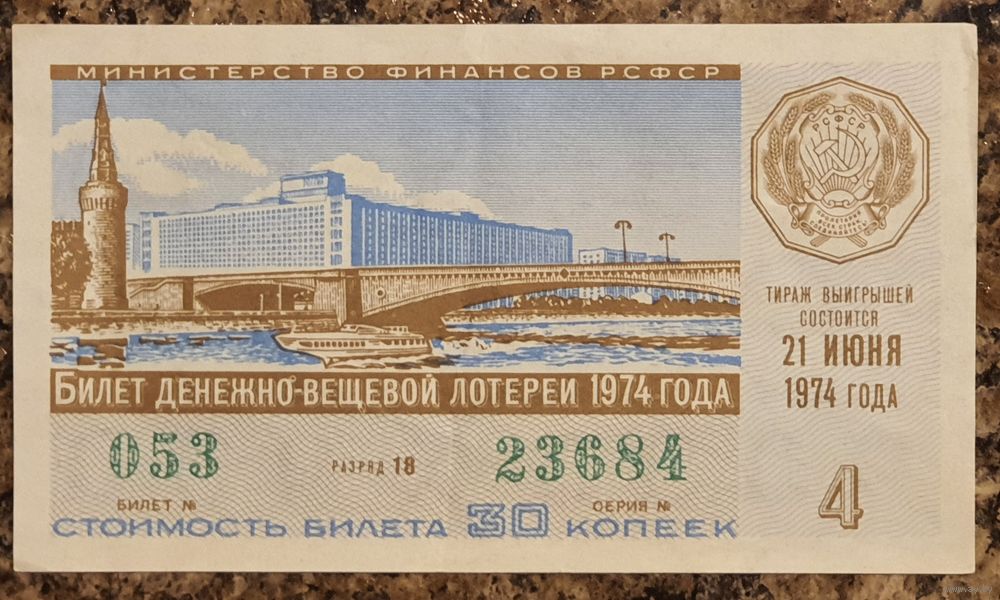 МИНИСТЕРСТВО ФИНАНСОВ РСФСР
РСФСР
ТИРАЖ ВЫИГРЫШЕЙ
СОСТОИТСЯ
21 ИЮНЯ
1974 ГОДА
БИЛЕТ ДЕНЕЖНО-ВЕЩЕВОЙ ЛОТЕРЕИ 1974 ГОДА
053 РАЗРЯД 18 23684
БИЛЕТ № СЕРИЯ №
СТОИМОСТЬ БИЛЕТА 30 КОПЕЕК
4